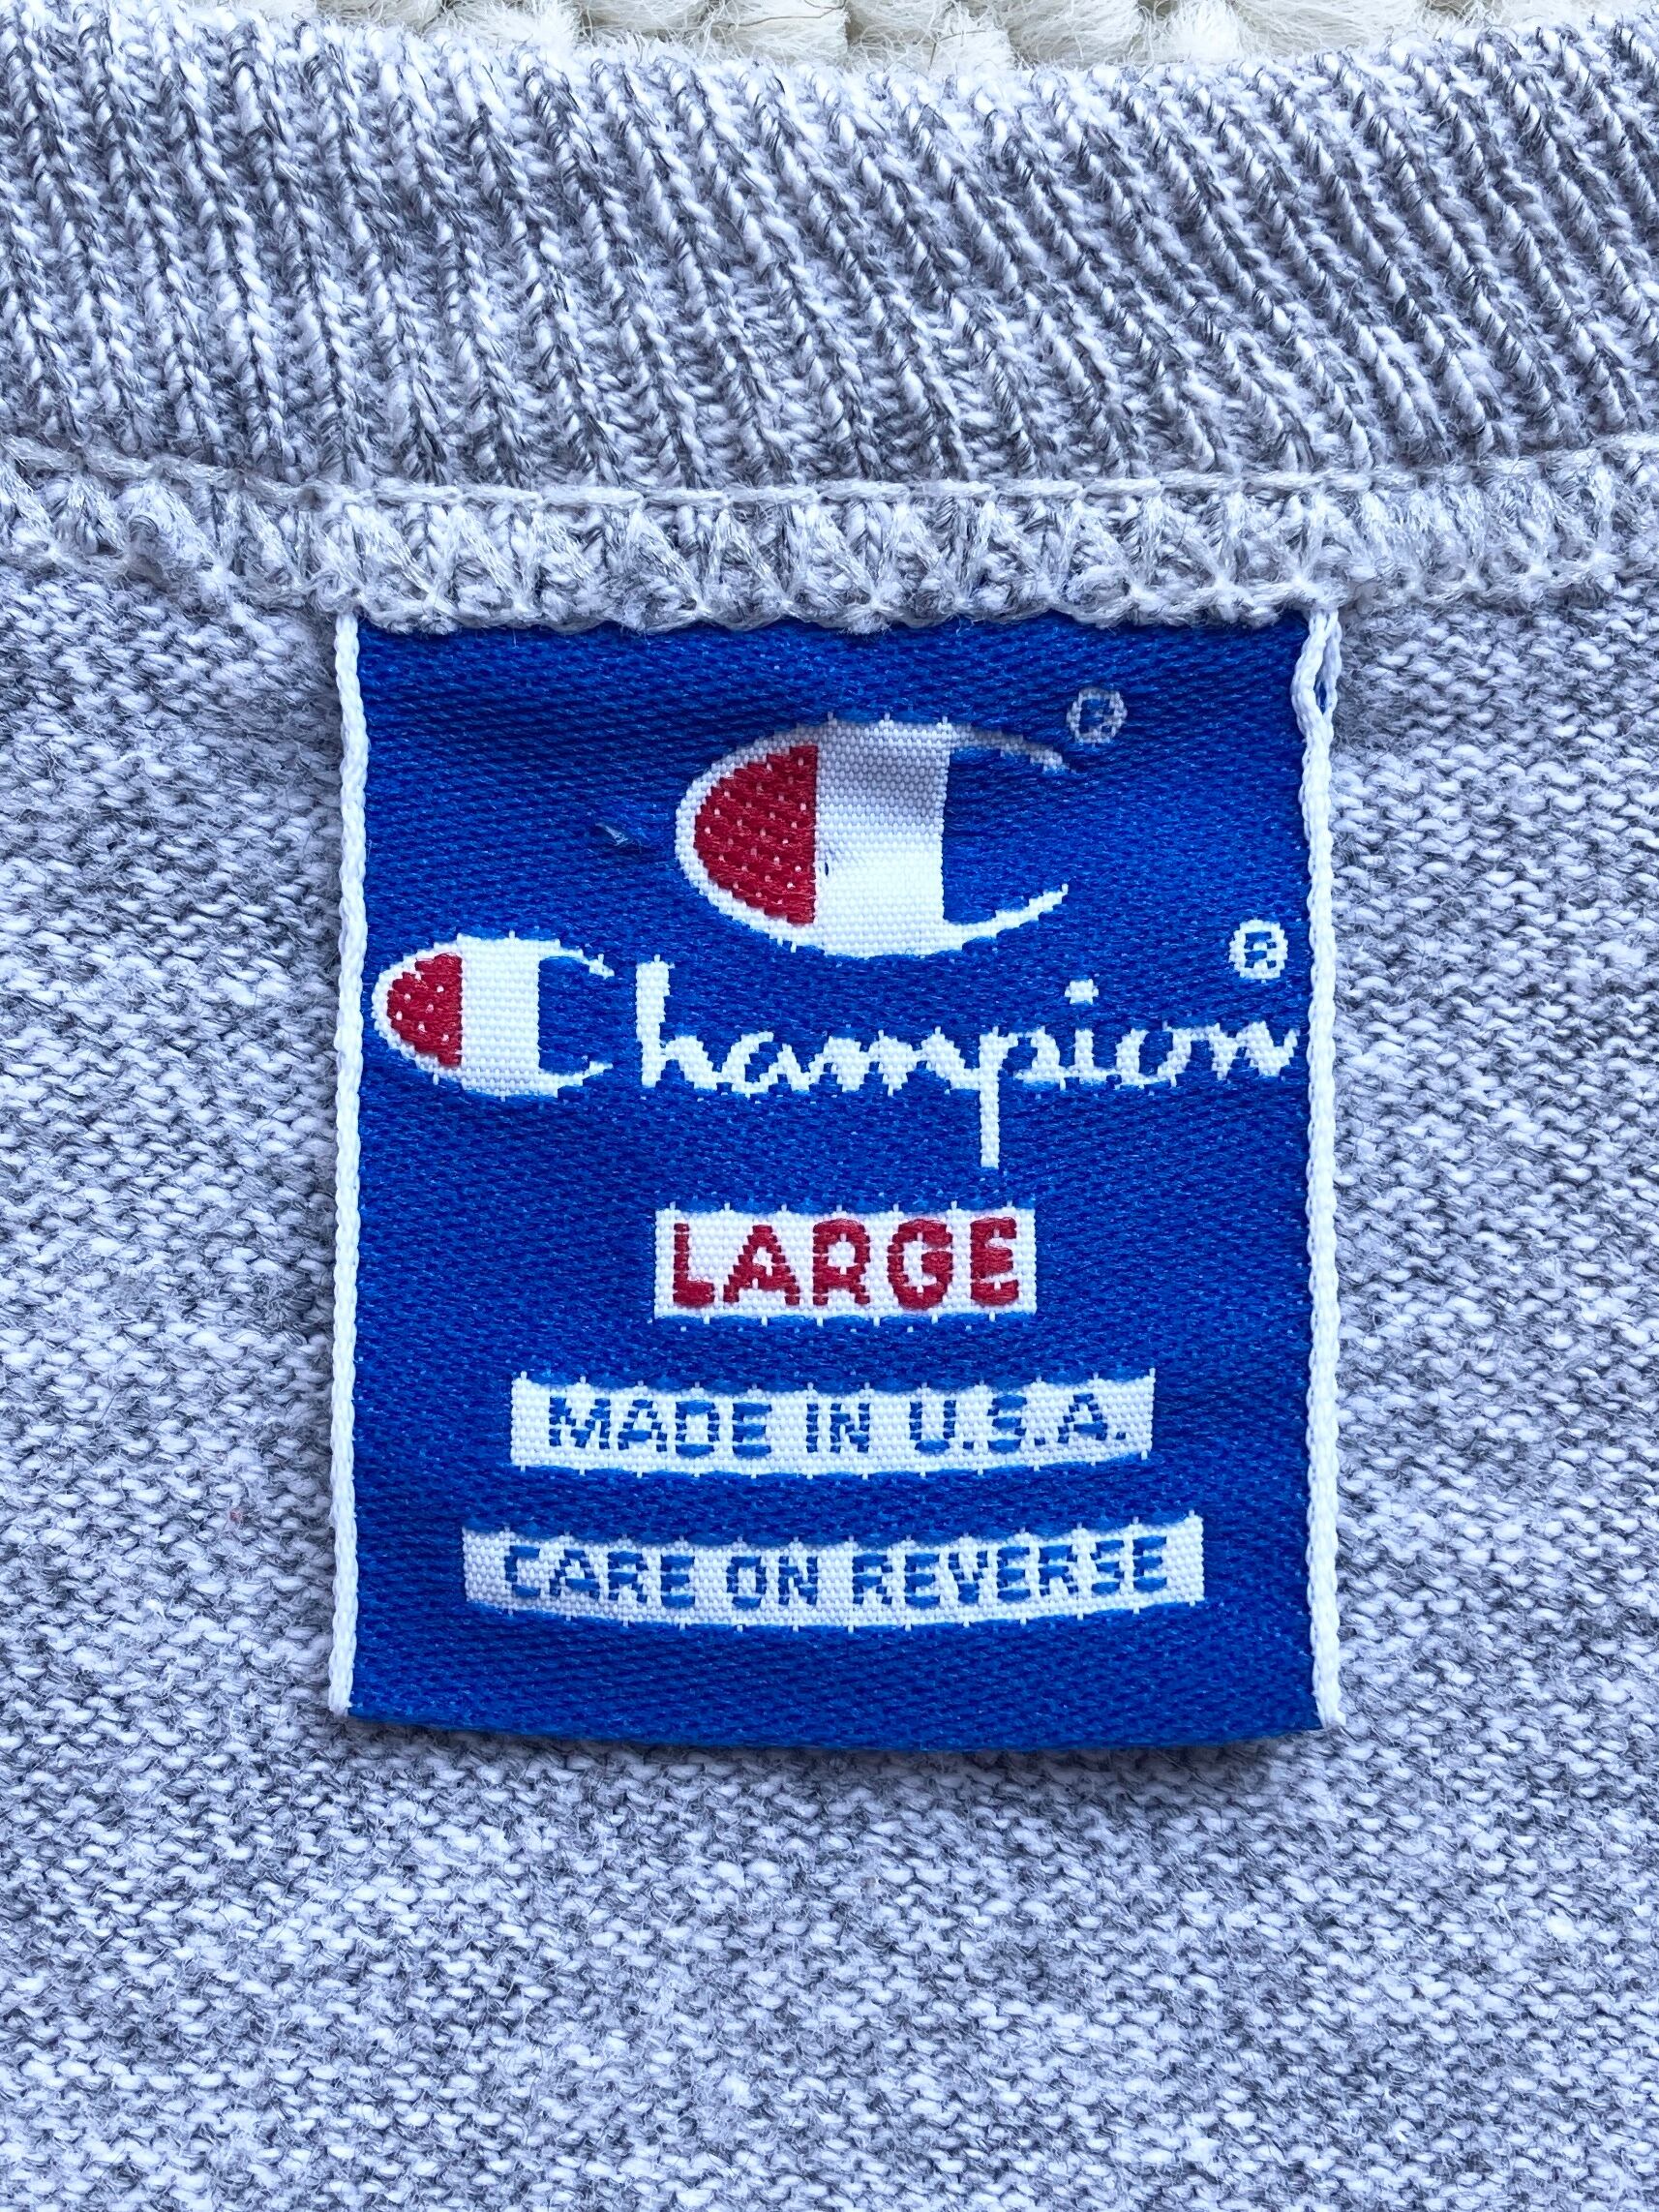 C®
Champion®
LARGE
MADE IN U.S.A.
CARE ON REVERSE